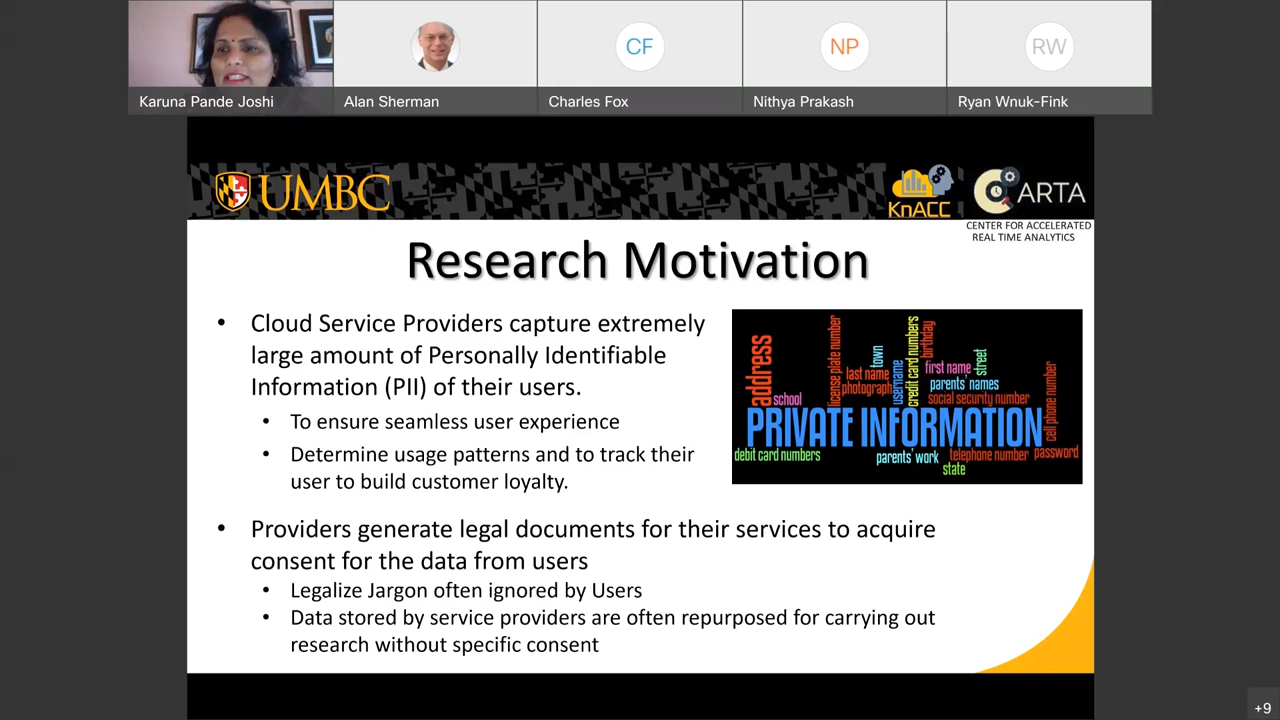 CF
NP
RW
Karuna Pande Joshi
Alan Sherman
Charles Fox
Nithya Prakash
Ryan Wnuk-Fink
UMBC
KnACC
CARTA
CENTER FOR ACCELERATED
REAL TIME ANALYTICS
Research Motivation
• Cloud Service Providers capture extremely
large amount of Personally Identifiable
Information (PII) of their users.
• To ensure seamless user experience
• Determine usage patterns and to track their
user to build customer loyalty.
address
school
license plate number
last name
photograph
town
username
credit card numbers
birthday
first name
street
parents' names
social security number
cell phone number
PRIVATE INFORMATION
debit card numbers
parents' work
telephone number
password
state
• Providers generate legal documents for their services to acquire
consent for the data from users
• Legalize Jargon often ignored by Users
• Data stored by service providers are often repurposed for carrying out
research without specific consent
+9